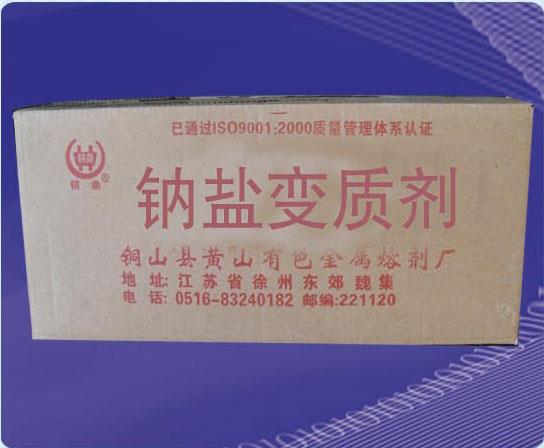 已通过ISO9001:2000质量管理体系认证
铜鼎®
钠盐变质剂
铜山县黄山有色金属熔剂厂
地址:江苏省徐州东郊魏集
电话: 0516-83240182 邮编:221120